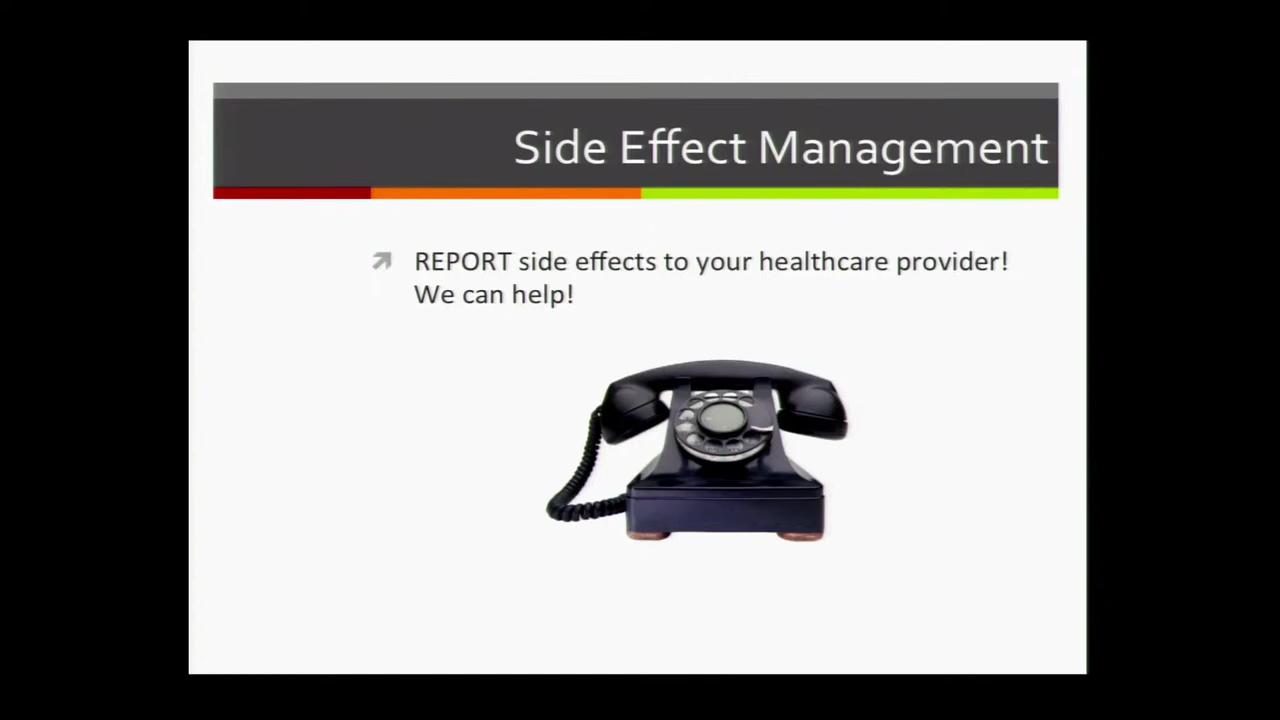 Side Effect Management
REPORT side effects to your healthcare provider!
We can help!